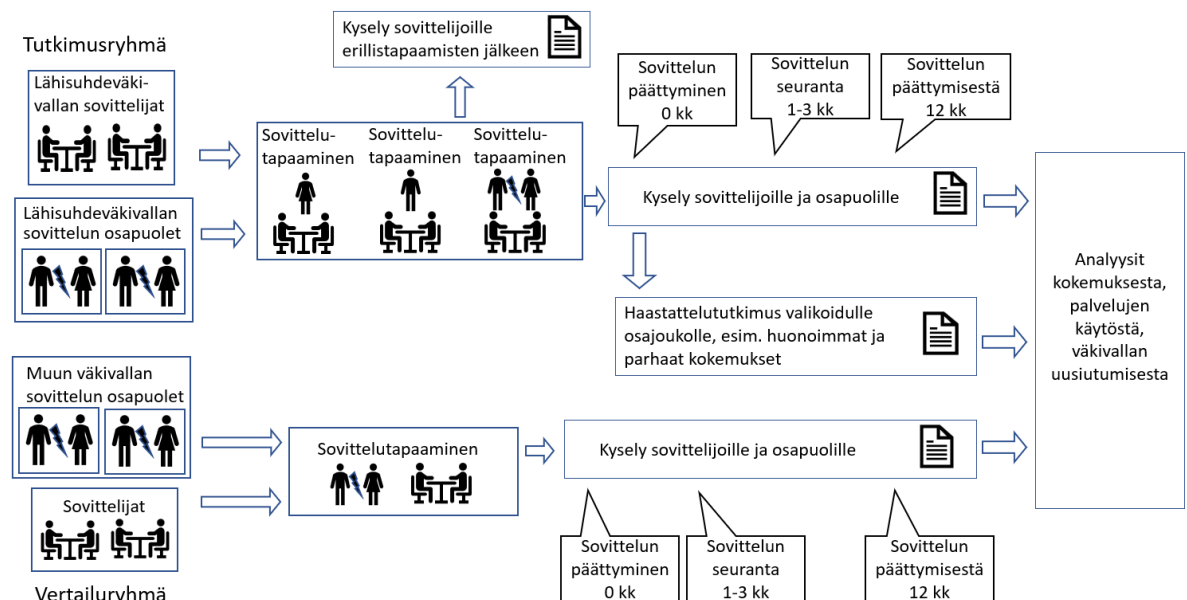 Tutkimusryhmä
Lähisuhdeväki-
vallan sovittelijat
Lähisuhdeväkivallan
sovittelun osapuolet
Kysely sovittelijoille
erillistapaamisten jälkeen
Sovittelu-
tapaaminen
Sovittelu-
tapaaminen
Sovittelu-
tapaaminen
Sovittelun
päättyminen
0 kk
Sovittelun
seuranta
1-3 kk
Sovittelun
päättymisestä
12 kk
Kysely sovittelijoille ja osapuolille
Haastattelututkimus valikoidulle
osajoukolle, esim. huonoimmat ja
parhaat kokemukset
Analyysit
kokemuksesta,
palvelujen
käytöstä,
väkivallan
uusiutumisesta
Muun väkivallan
sovittelun osapuolet
Sovittelijat
Vertailuryhmä
Sovittelutapaaminen
Kysely sovittelijoille ja osapuolille
Sovittelun
päättyminen
0 kk
Sovittelun
seuranta
1-3 kk
Sovittelun
päättymisestä
12 kk